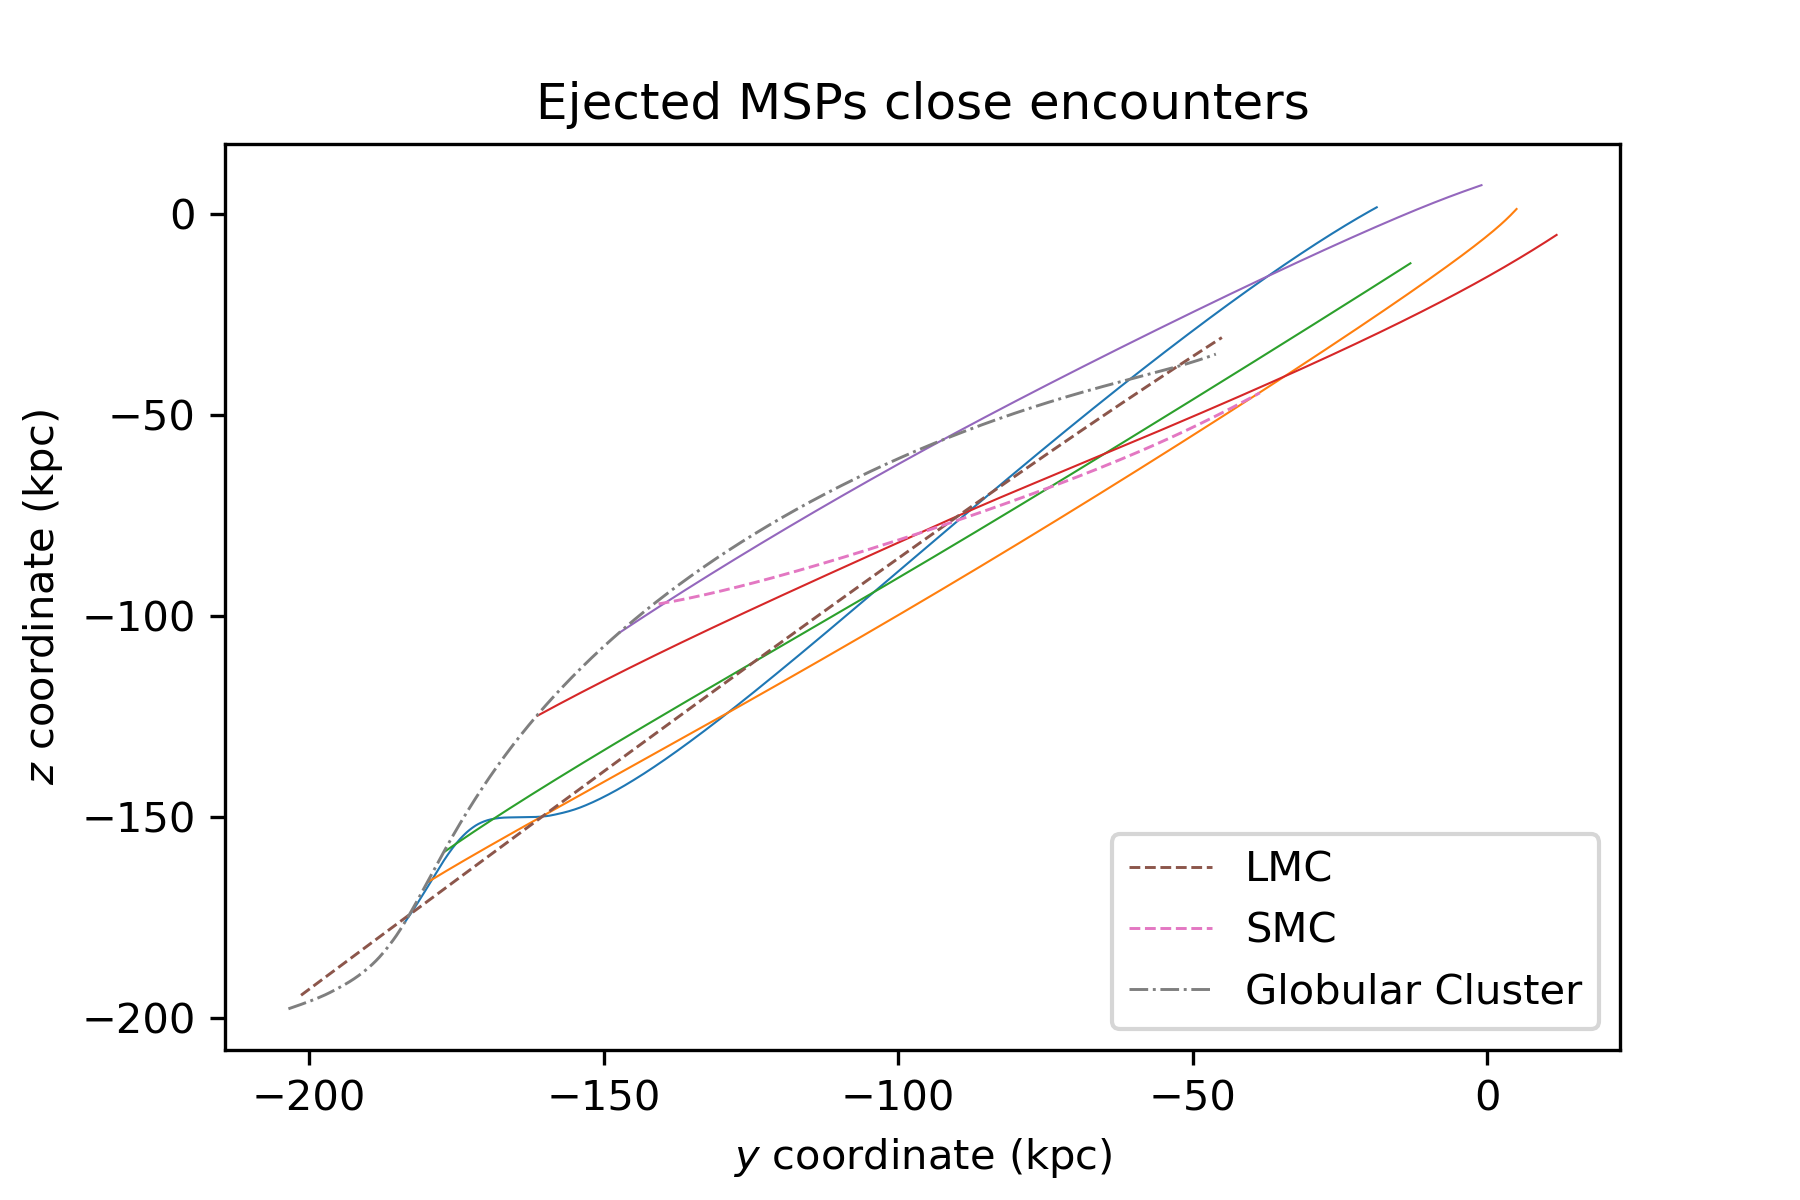 Ejected MSPs close encounters
0
−50
−100
−150
−200
z coordinate (kpc)
LMC
SMC
Globular Cluster
−200
−150
−100
−50
0
y coordinate (kpc)